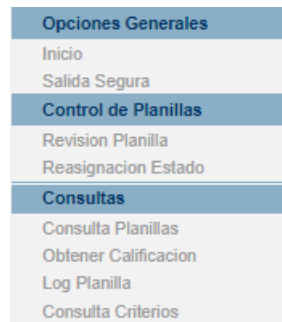 Opciones Generales
Inicio
Salida Segura
Control de Planillas
Revision Planilla
Reasignacion Estado
Consultas
Consulta Planillas
Obtener Calificacion
Log Planilla
Consulta Criterios